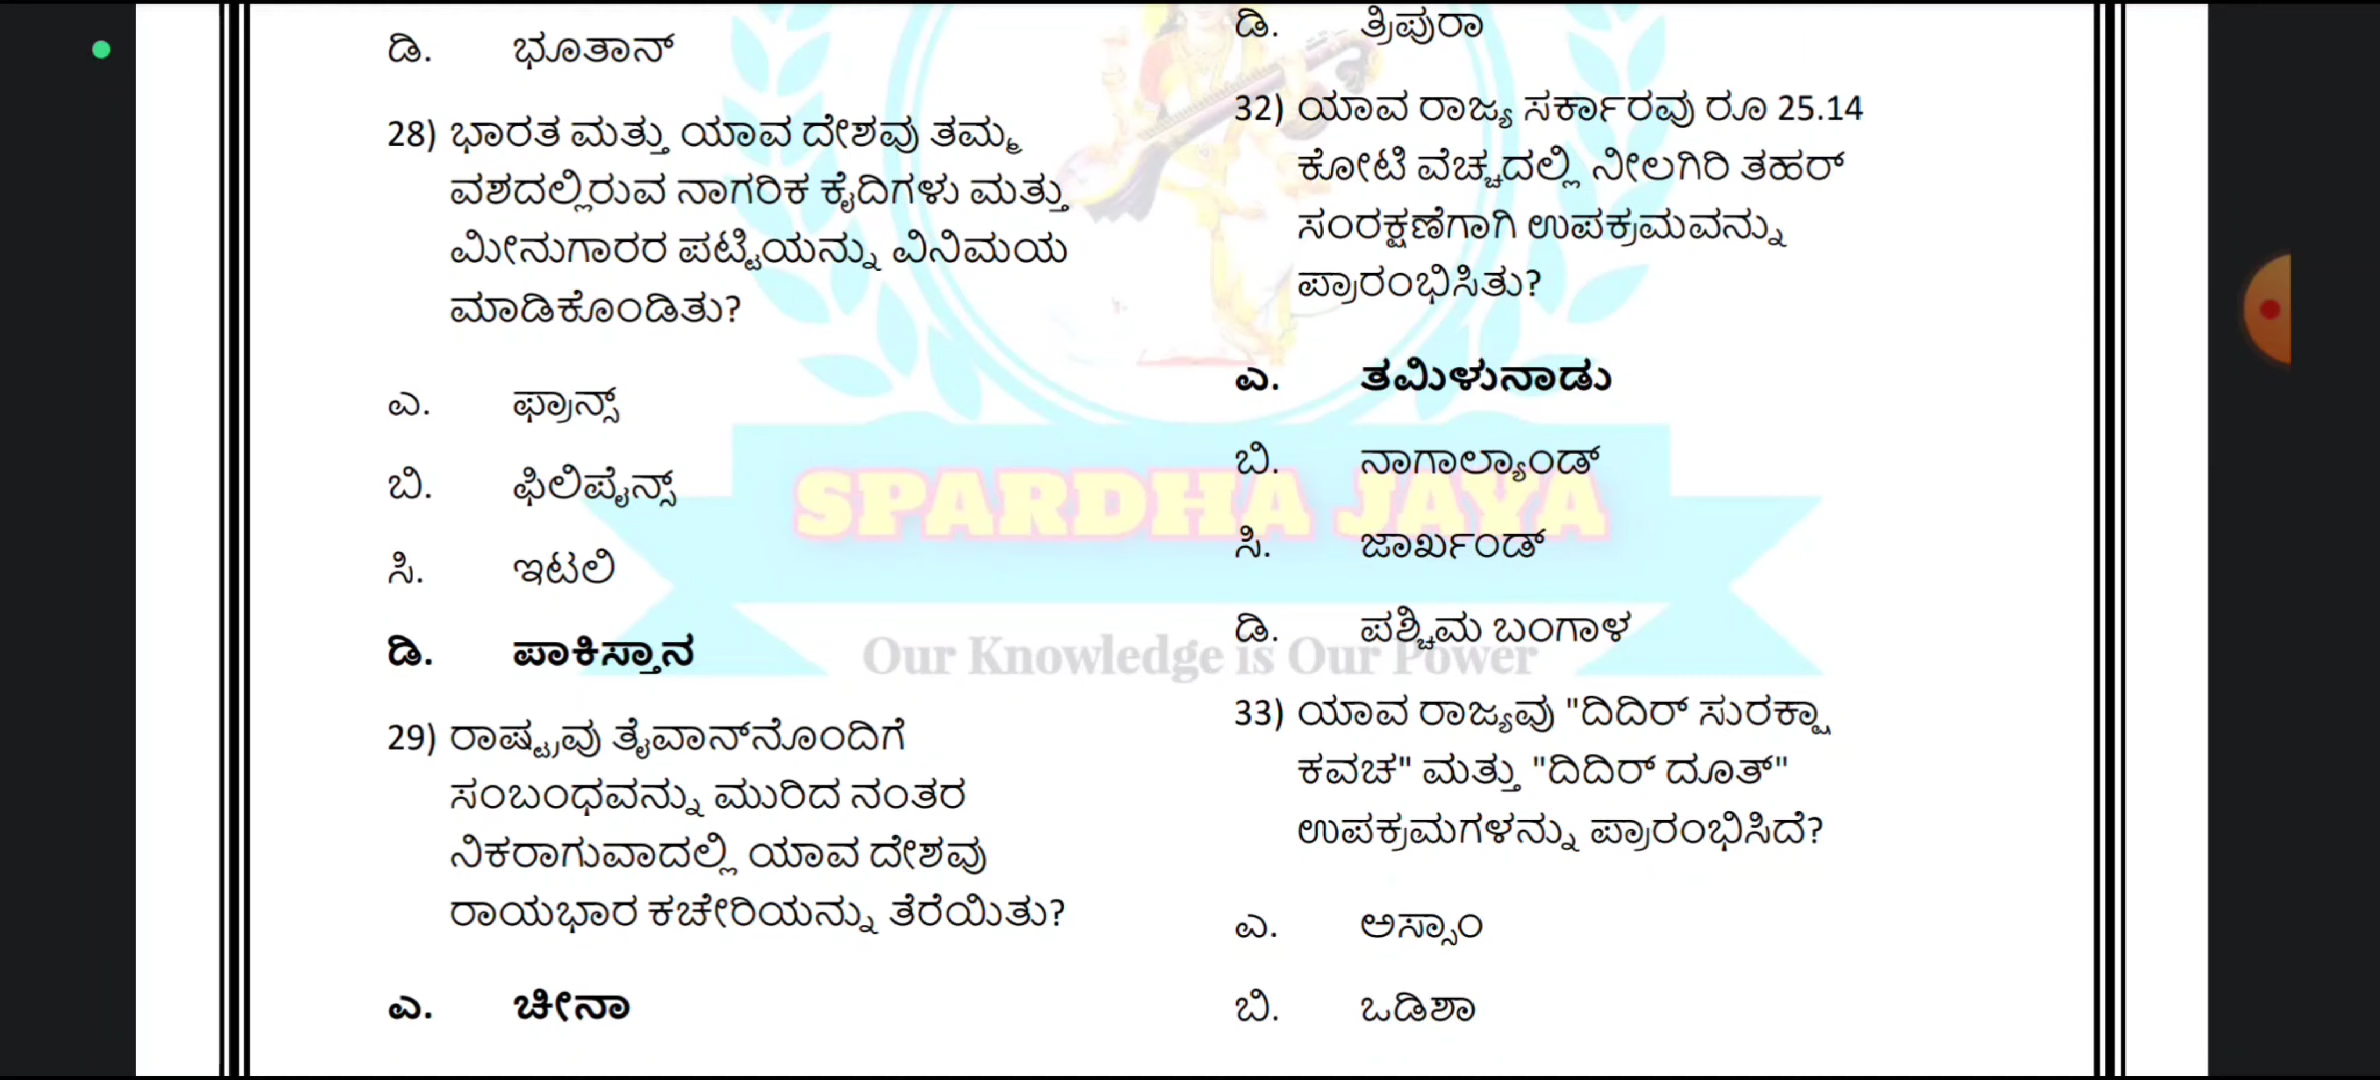 ಡಿ. ಭೂತಾನ್
28) ಭಾರತ ಮತ್ತು ಯಾವ ದೇಶವು ತಮ್ಮ
ವಶದಲ್ಲಿರುವ ನಾಗರಿಕ ಕೈದಿಗಳು ಮತ್ತು
ಮೀನುಗಾರರ ಪಟ್ಟಿಯನ್ನು ವಿನಿಮಯ
ಮಾಡಿಕೊಂಡಿತು?
ಎ. ಫ್ರಾನ್ಸ್
ಬಿ. ಫಿಲಿಪೈನ್ಸ್
ಸಿ. ಇಟಲಿ
ಡಿ. ಪಾಕಿಸ್ತಾನ
29) ರಾಷ್ಟ್ರವು ತೈವಾನ್‌ನೊಂದಿಗೆ
ಸಂಬಂಧವನ್ನು ಮುರಿದ ನಂತರ
ನಿಕರಾಗುವಾದಲ್ಲಿ ಯಾವ ದೇಶವು
ರಾಯಭಾರ ಕಚೇರಿಯನ್ನು ತೆರೆಯಿತು?
ಎ. ಚೀನಾ
ಡಿ. ತ್ರಿಪುರಾ
32) ಯಾವ ರಾಜ್ಯ ಸರ್ಕಾರವು ರೂ 25.14
ಕೋಟಿ ವೆಚ್ಚದಲ್ಲಿ ನೀಲಗಿರಿ ತಹರ್
ಸಂರಕ್ಷಣೆಗಾಗಿ ಉಪಕ್ರಮವನ್ನು
ಪ್ರಾರಂಭಿಸಿತು?
ಎ. ತಮಿಳುನಾಡು
ಬಿ. ನಾಗಾಲ್ಯಾಂಡ್
ಸಿ. ಜಾರ್ಖಂಡ್
ಡಿ. ಪಶ್ಚಿಮ ಬಂಗಾಳ
33) ಯಾವ ರಾಜ್ಯವು "ದಿದಿರ್ ಸುರಕ್ಷಾ
ಕವಚ" ಮತ್ತು "ದಿದಿರ್ ದೂತ್"
ಉಪಕ್ರಮಗಳನ್ನು ಪ್ರಾರಂಭಿಸಿದೆ?
ಎ. ಅಸ್ಸಾಂ
ಬಿ. ಒಡಿಶಾ
SPARDHA JAYA
Our Knowledge is Our Power